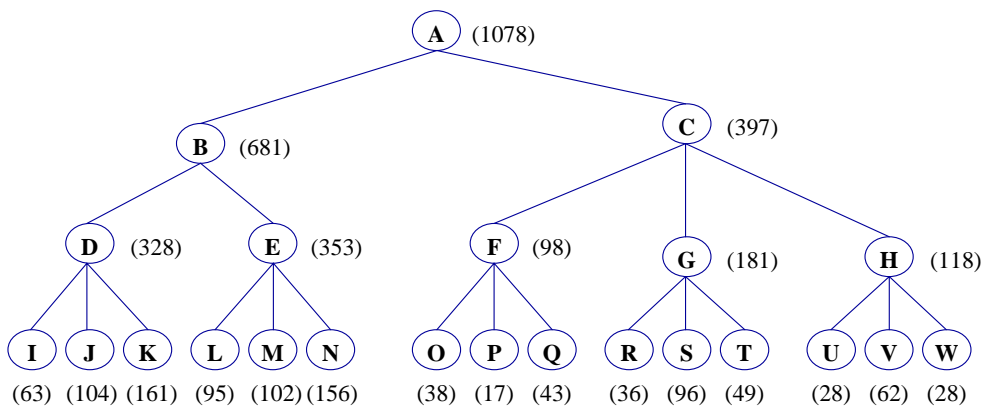 A (1078)
B (681)
C (397)
D (328)
E (353)
F (98)
G (181)
H (118)
I J K L M N O P Q R S T U V W
(63) (104) (161) (95) (102) (156) (38) (17) (43) (36) (96) (49) (28) (62) (28)